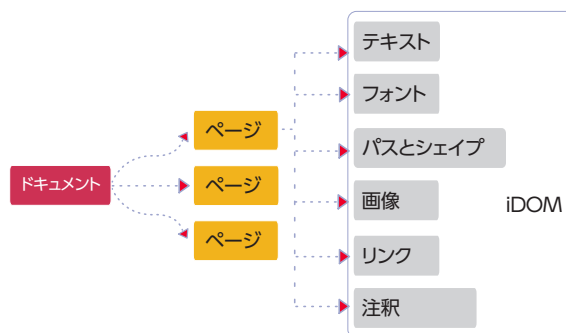 ドキュメント
ページ
ページ
ページ
テキスト
フォント
パスとシェイプ
画像
リンク
注釈
iDOM